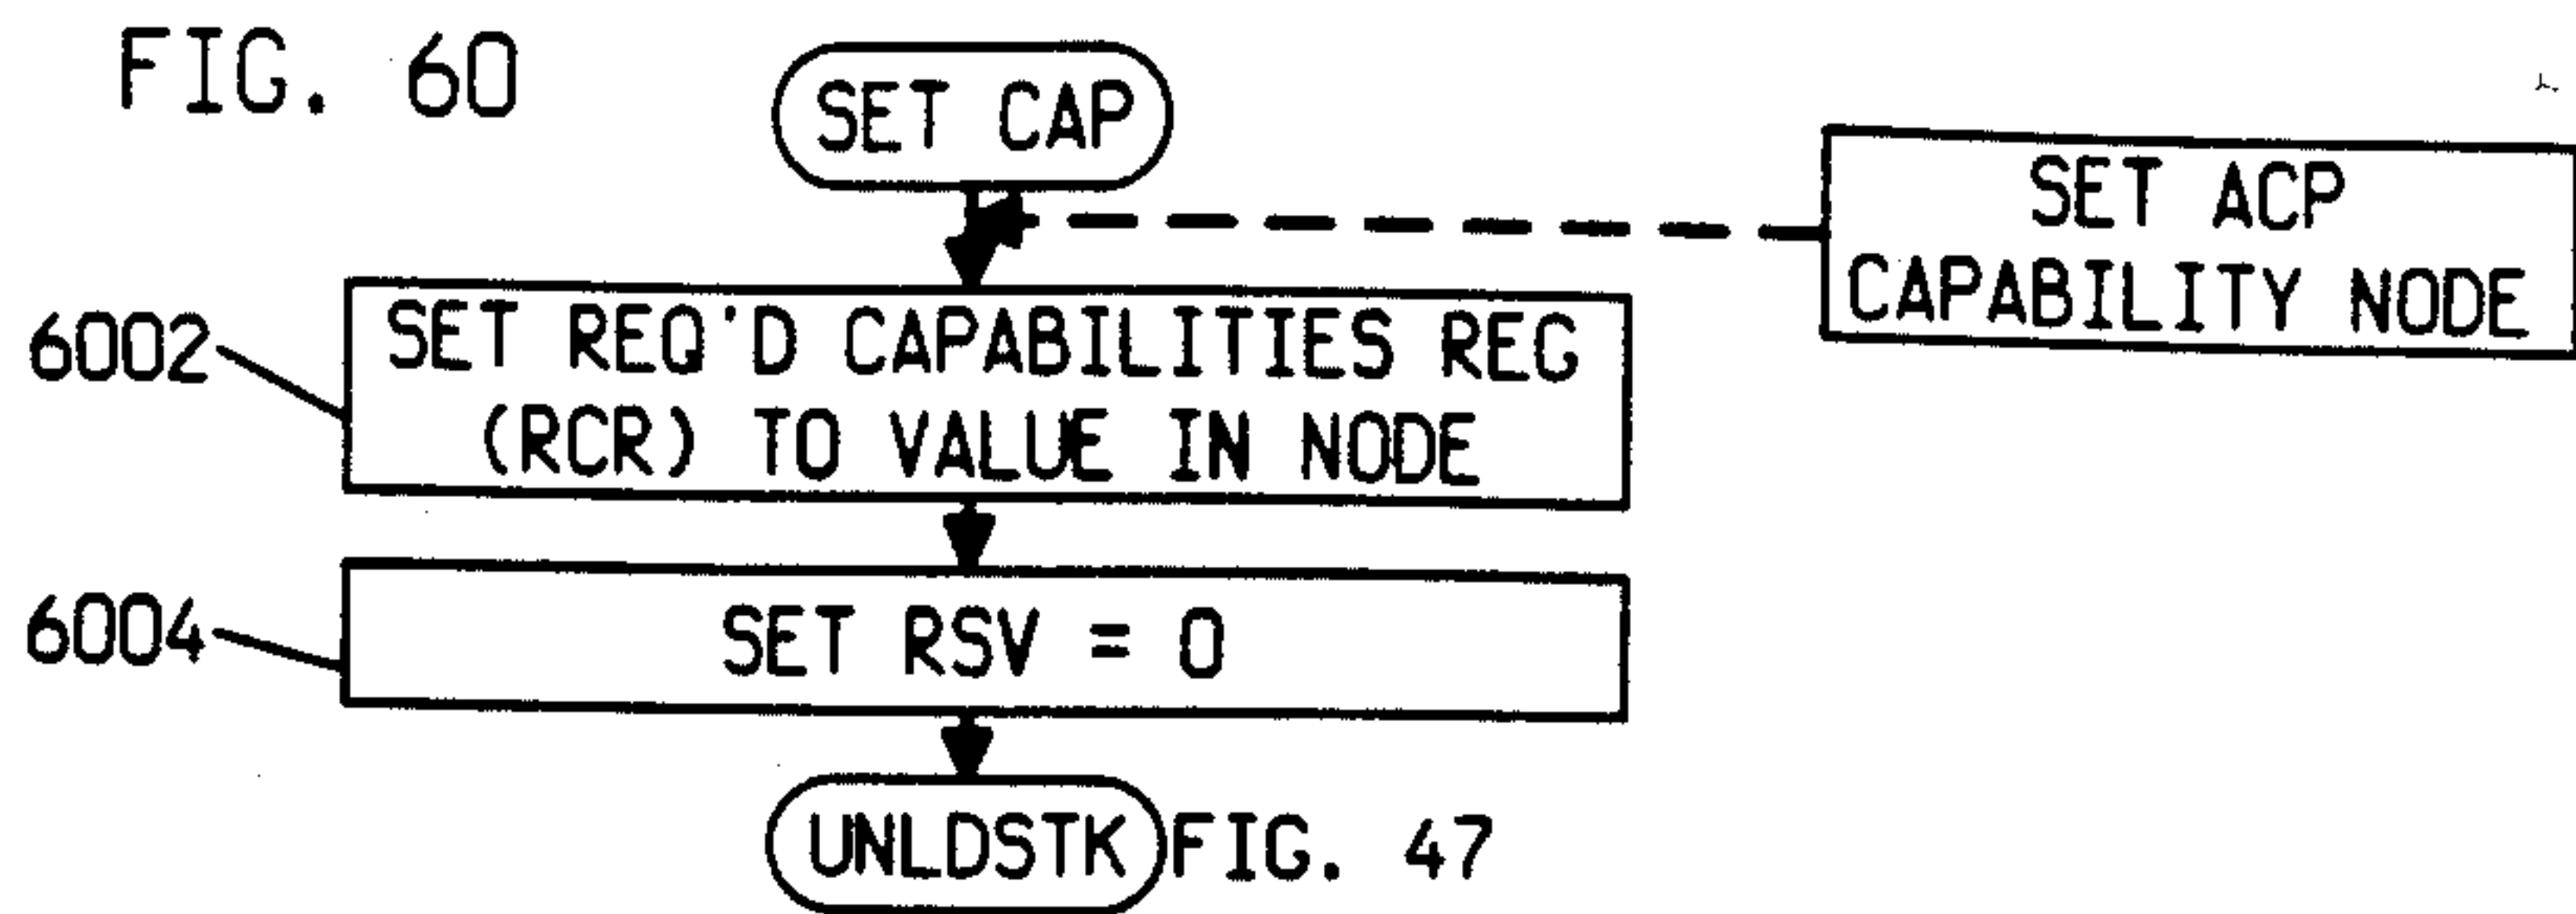 FIG. 60
SET CAP
SET ACP
CAPABILITY NODE
6002
SET REQ'D CAPABILITIES REG
(RCR) TO VALUE IN NODE
6004
SET RSV = 0
UNLDSTK FIG. 47